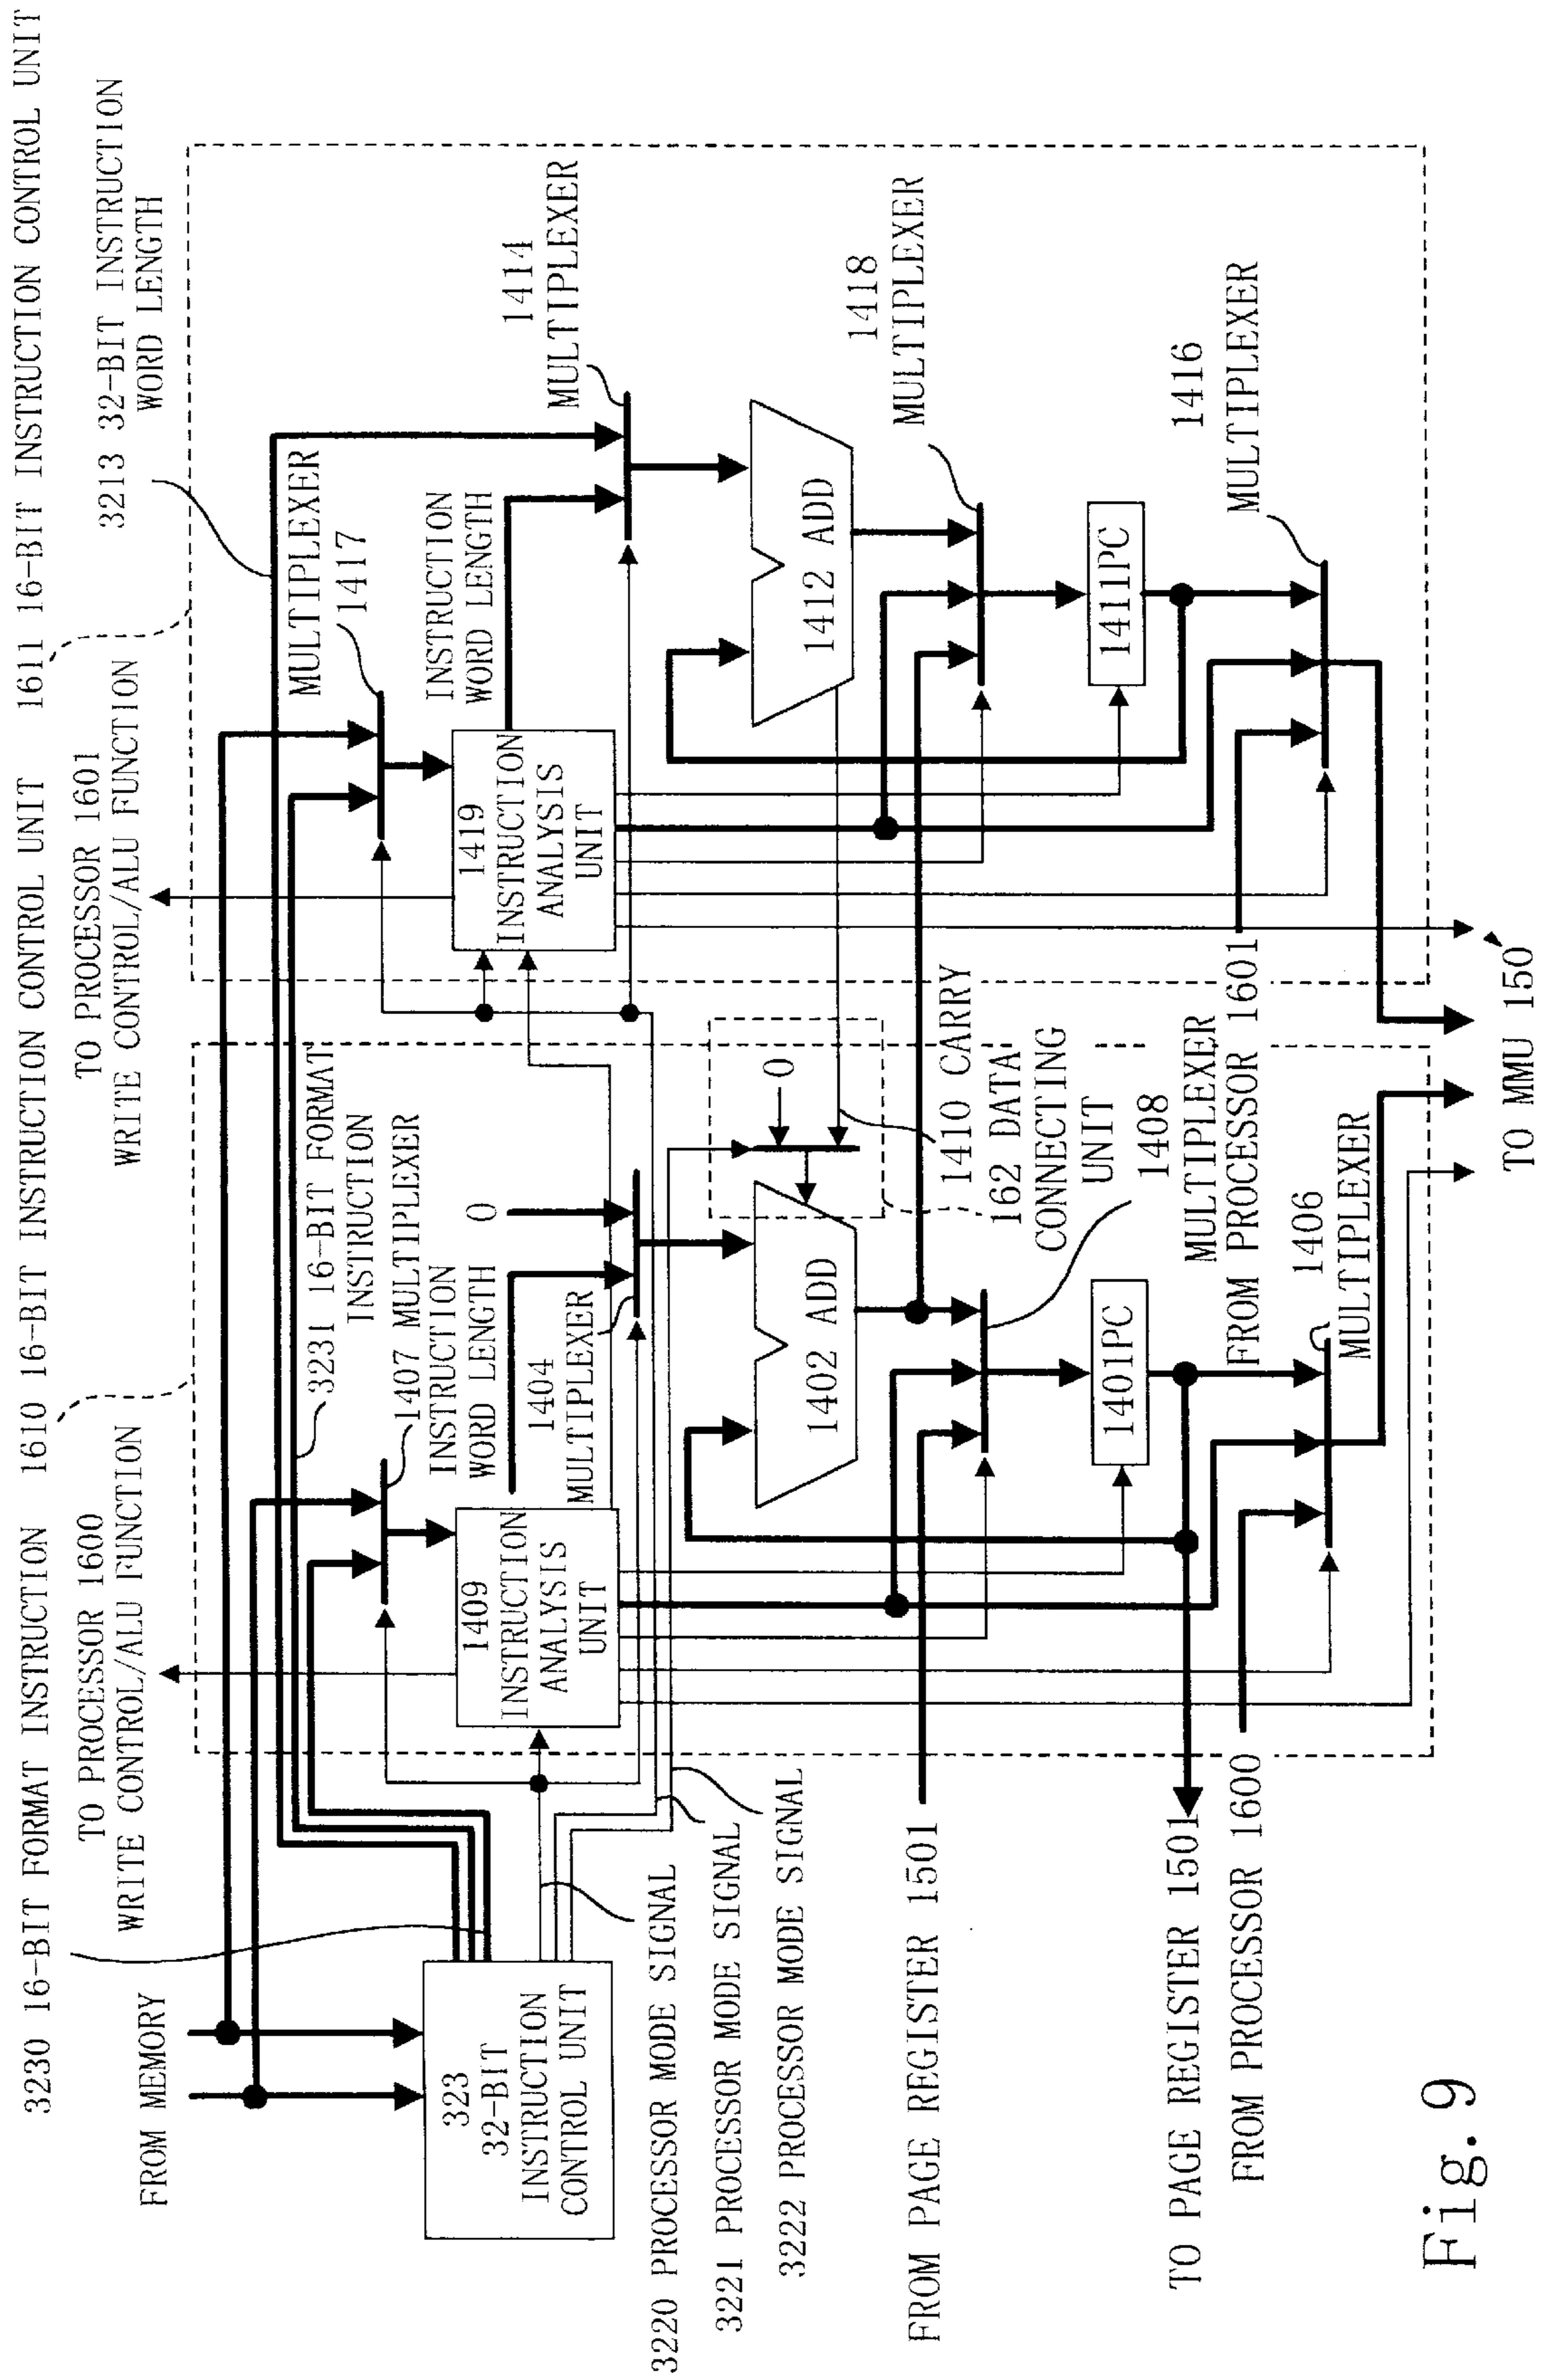 3230 16-BIT FORMAT INSTRUCTION
1610 16-BIT INSTRUCTION CONTROL UNIT
1611 16-BIT INSTRUCTION CONTROL UNIT
3213 32-BIT INSTRUCTION
WORD LENGTH
TO PROCESSOR 1600
WRITE CONTROL/ALU FUNCTION
TO PROCESSOR 1601
WRITE CONTROL/ALU FUNCTION
FROM MEMORY
323
32-BIT
INSTRUCTION
CONTROL UNIT
3231 16-BIT FORMAT
INSTRUCTION
1407 MULTIPLEXER
INSTRUCTION
WORD LENGTH
0
1404
MULTIPLEXER
1409
INSTRUCTION
ANALYSIS
UNIT
MULTIPLEXER
1417
INSTRUCTION
WORD LENGTH
1414
MULTIPLEXER
1419
INSTRUCTION
ANALYSIS
UNIT
3220 PROCESSOR MODE SIGNAL
3221 PROCESSOR MODE SIGNAL
3222 PROCESSOR MODE SIGNAL
1402 ADD
0
1410 CARRY
162 DATA
CONNECTING
UNIT
1412 ADD
1418
MULTIPLEXER
FROM PAGE REGISTER 1501
1408
MULTIPLEXER
1401PC
1411PC
FROM PROCESSOR 1601
1416
MULTIPLEXER
TO PAGE REGISTER 1501
FROM PROCESSOR 1600
1406
MULTIPLEXER
TO MMU 150
Fig. 9